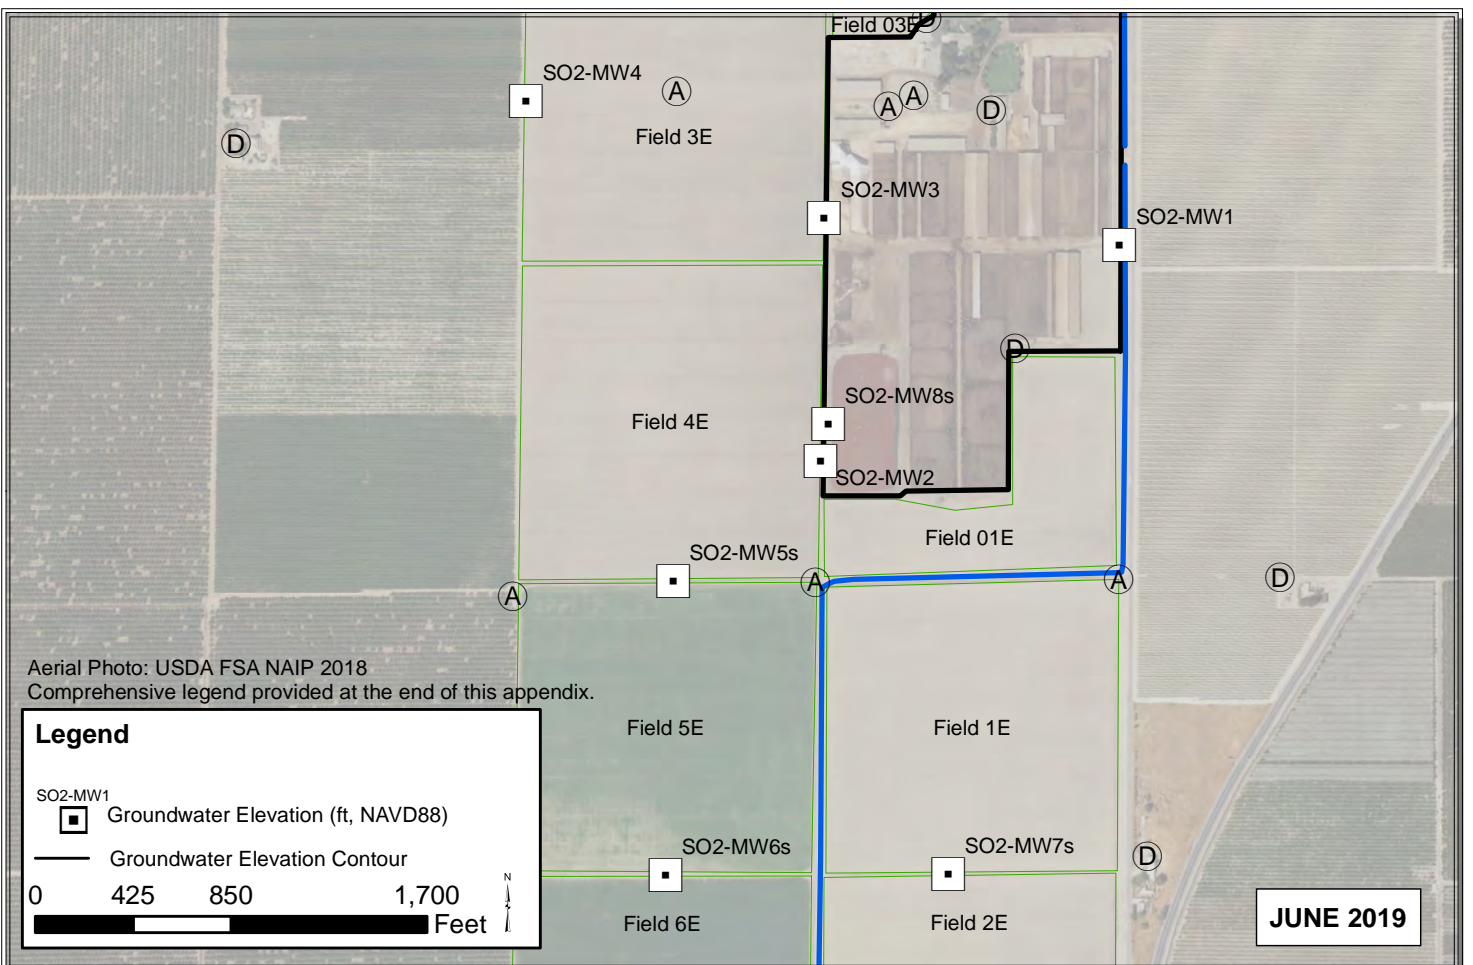 Field 03E
D
SO2-MW4
A
A
A
D
Field 3E
D
SO2-MW3
SO2-MW1
D
SO2-MW8s
Field 4E
SO2-MW2
Field 01E
SO2-MW5s
A
A
A
D
Aerial Photo: USDA FSA NAIP 2018
Comprehensive legend provided at the end of this appendix.
Field 5E
Field 1E
Legend
SO2-MW1
Groundwater Elevation (ft, NAVD88)
Groundwater Elevation Contour
0 425 850 1,700
Feet
N
SO2-MW6s
SO2-MW7s
D
Field 6E
Field 2E
JUNE 2019